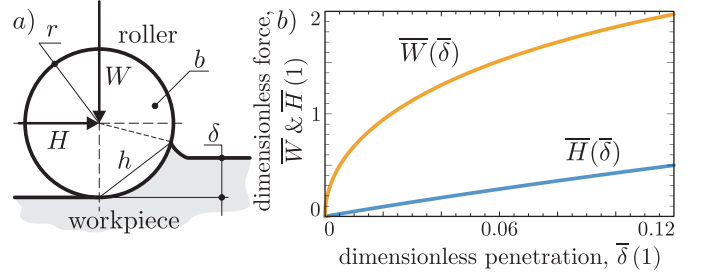 a)
r
roller
b
W
H
δ
h
workpiece
b)
dimensionless force,
W̅ & H̅ (1)
2
1
0
W̅(δ̅)
H̅(δ̅)
0
0.06
0.12
dimensionless penetration, δ̅ (1)